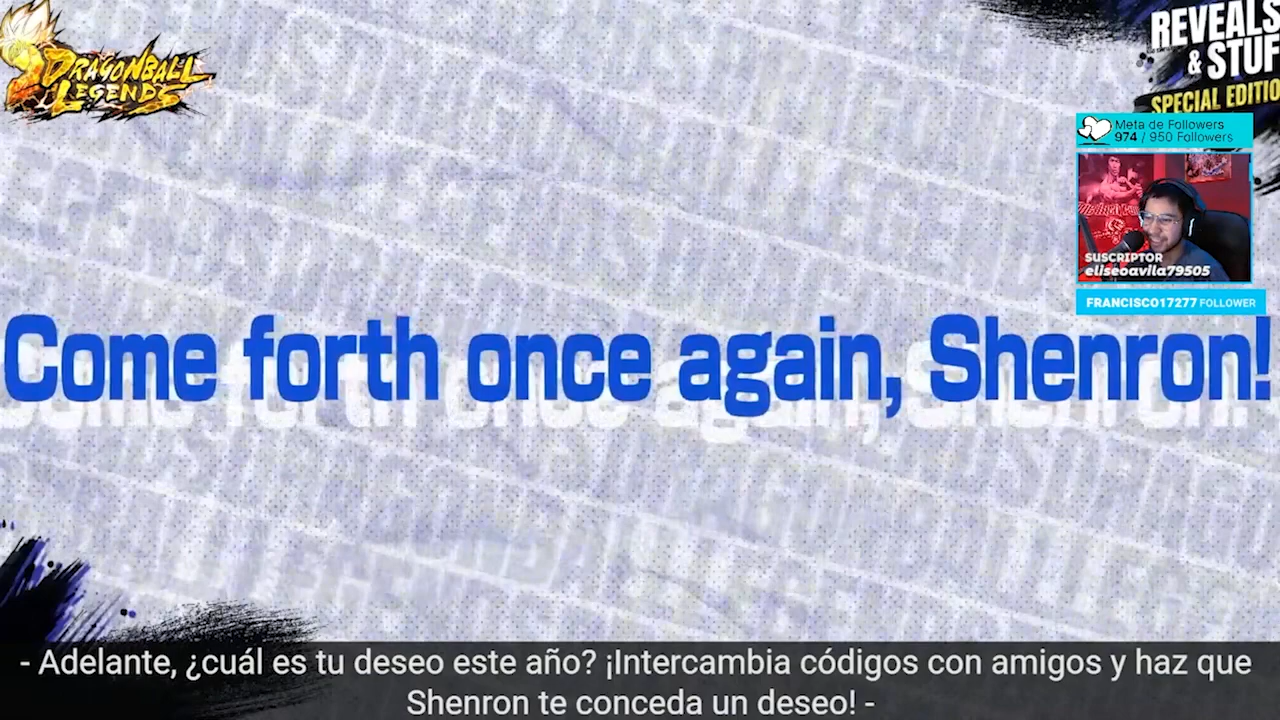 DRAGONBALL
LEGENDS
REVEALS
& STUF
SPECIAL EDITIO
Meta de Followers
974 / 950 Followers
SUSCRIPTOR
eliseoavila79505
FRANCISCO17277 FOLLOWER
Come forth once again, Shenron!
- Adelante, ¿cuál es tu deseo este año? ¡Intercambia códigos con amigos y haz que
Shenron te conceda un deseo! -